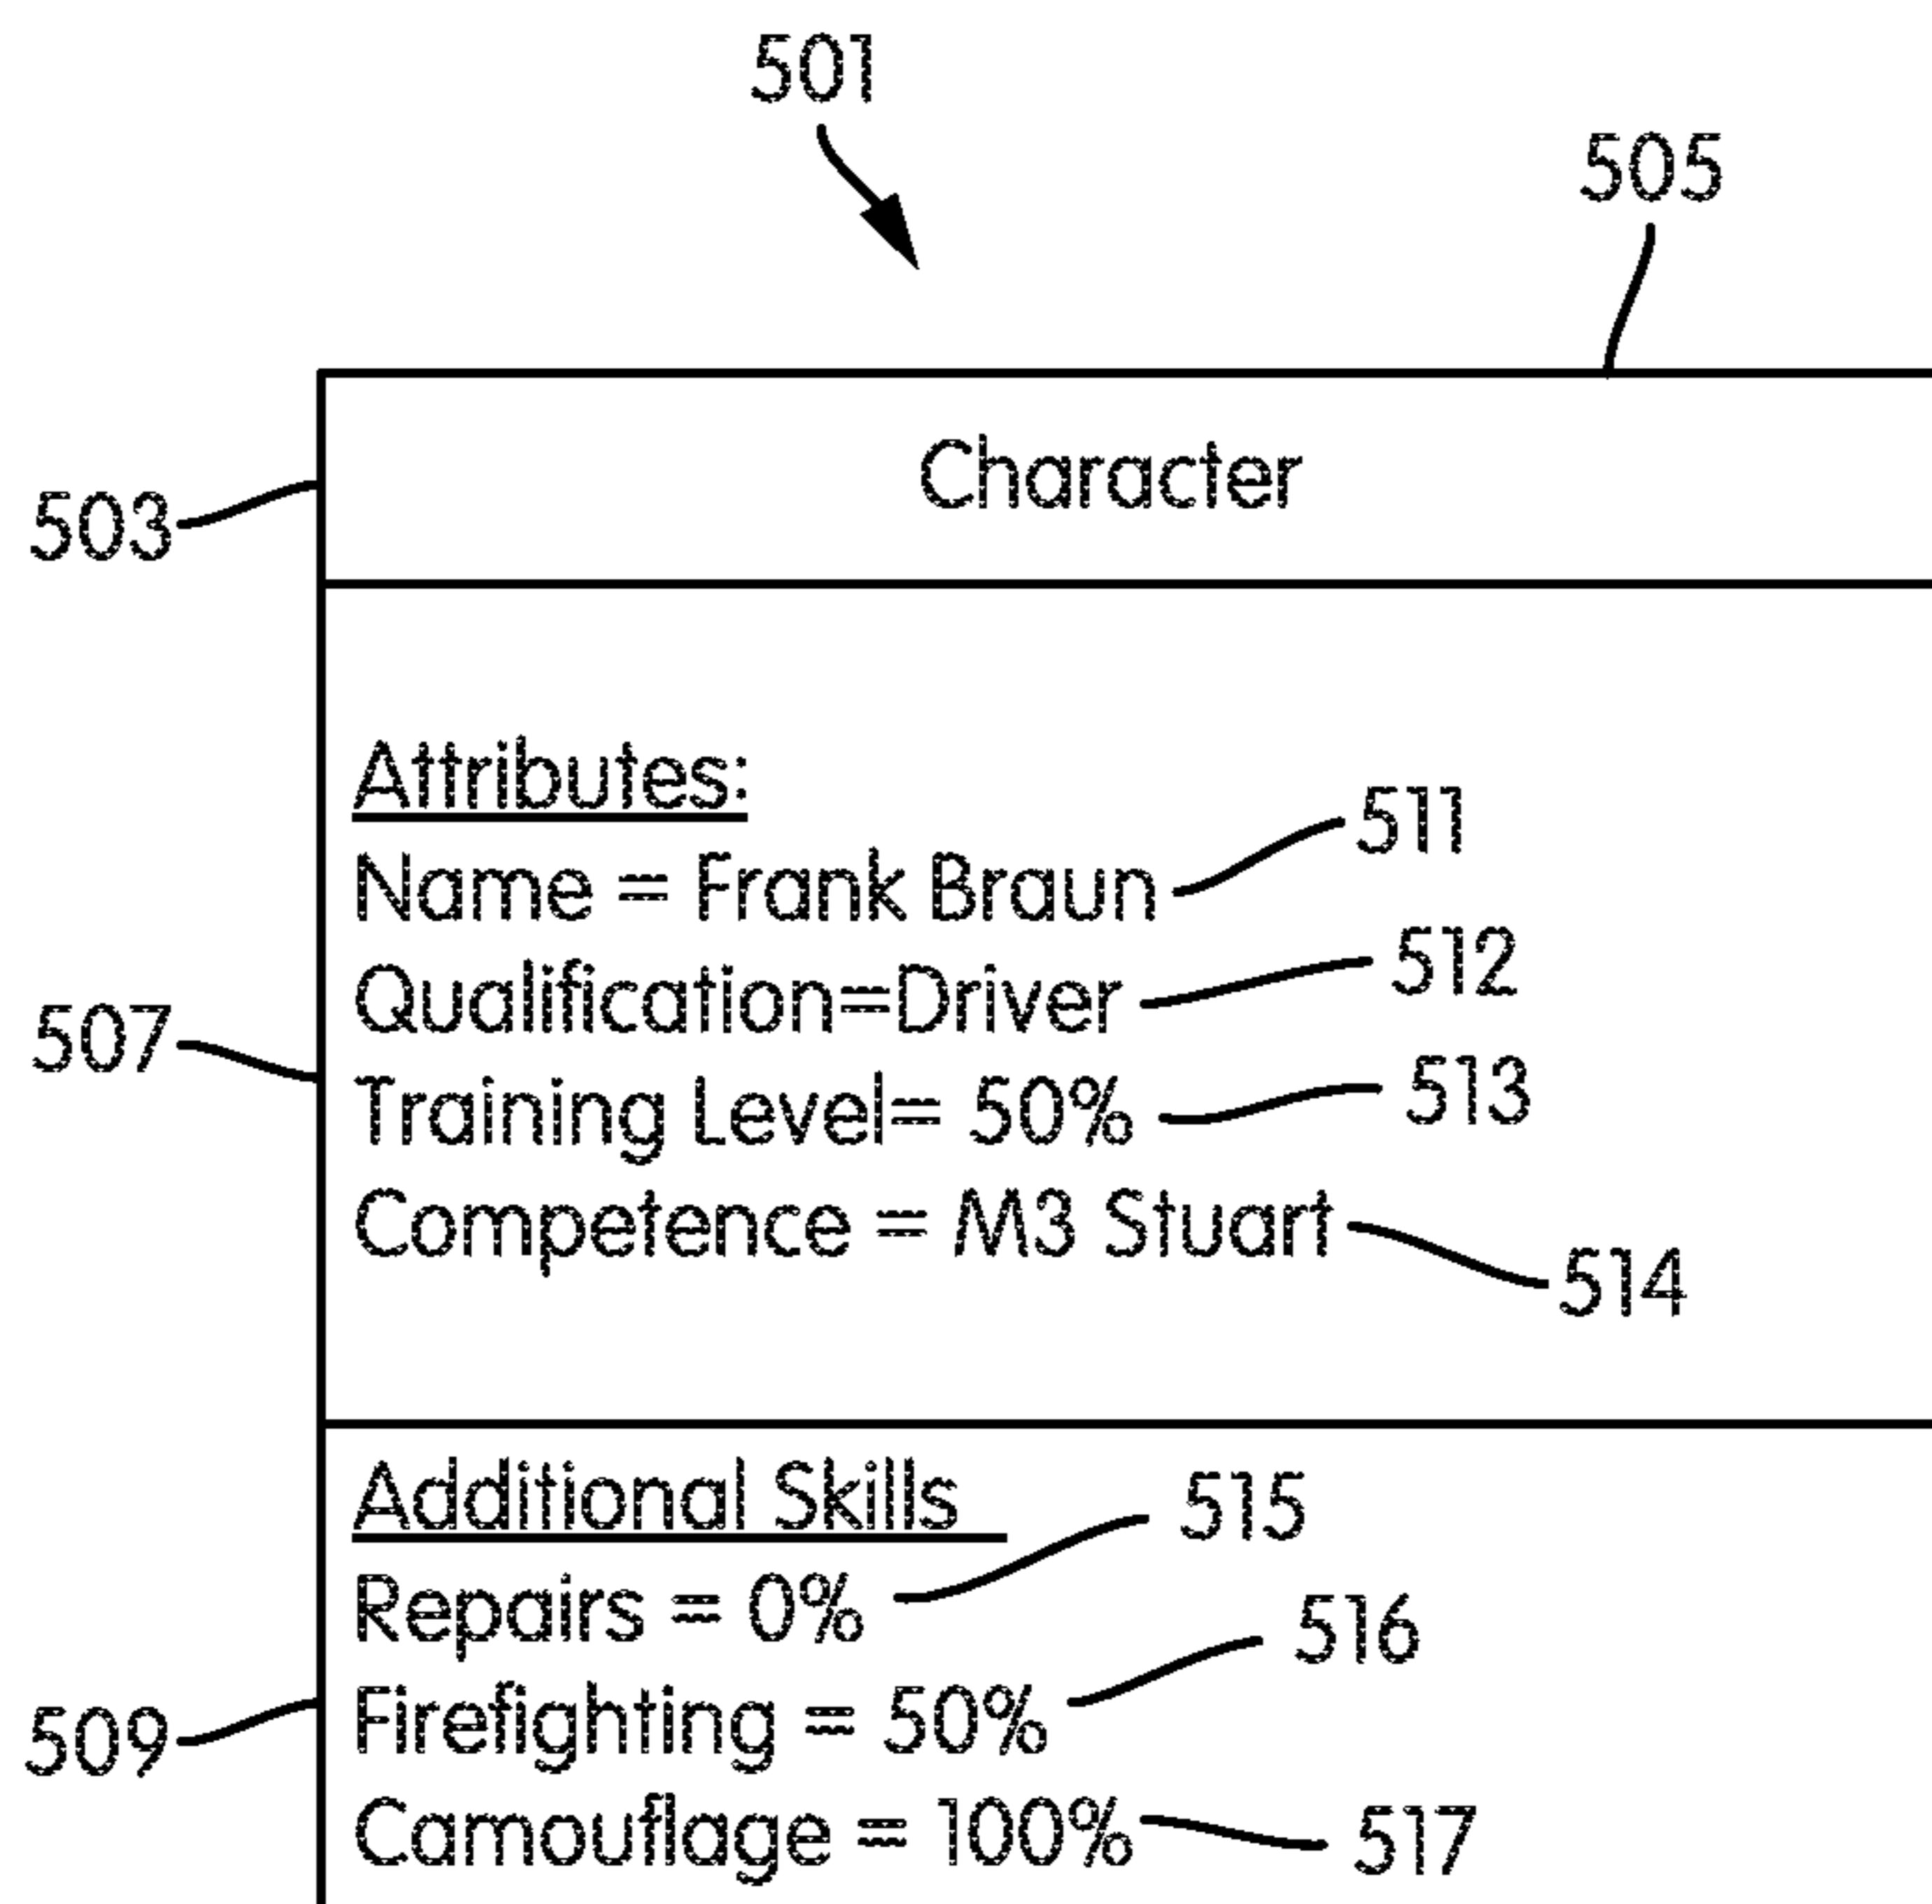 501
505
Character
503
Attributes:
511
Name = Frank Braun
512
Qualification=Driver
507
513
Training Level= 50%
Competence = M3 Stuart
514
Additional Skills
515
Repairs = 0%
516
Firefighting = 50%
509
Camouflage = 100%
517